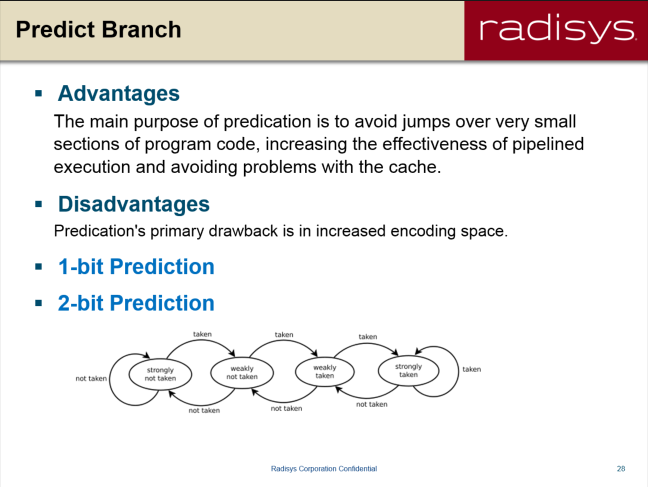 Predict Branch
radisys.
Advantages
The main purpose of predication is to avoid jumps over very small
sections of program code, increasing the effectiveness of pipelined
execution and avoiding problems with the cache.
Disadvantages
Predication's primary drawback is in increased encoding space.
1-bit Prediction
2-bit Prediction
taken
taken
taken
not taken
strongly
not taken
weakly
not taken
weakly
taken
strongly
taken
taken
not taken
not taken
not taken
Radisys Corporation Confidential
28